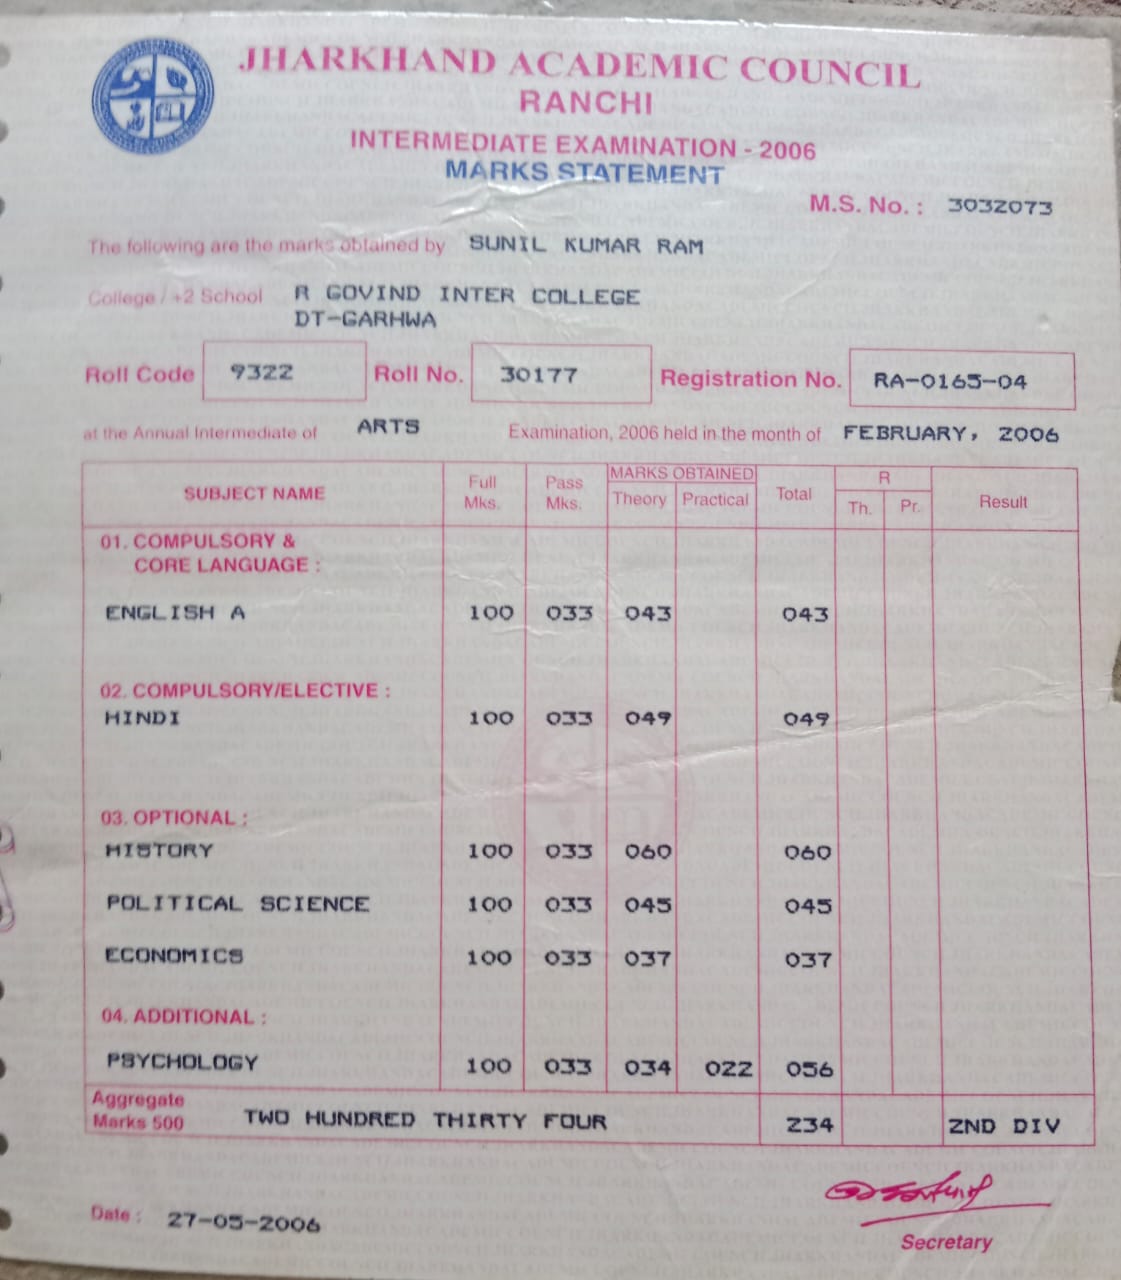 JHARKHAND ACADEMIC COUNCIL
RANCHI
INTERMEDIATE EXAMINATION - 2006
MARKS STATEMENT
M.S. No. : 3032073
The following are the marks obtained by SUNIL KUMAR RAM
College / +2 School R GOVIND INTER COLLEGE
DT-GARHWA
Roll Code 9322 Roll No. 30177 Registration No. RA-0165-04
at the Annual Intermediate of ARTS Examination, 2006 held in the month of FEBRUARY, 2006
SUBJECT NAME Full Mks. Pass Mks. MARKS OBTAINED Theory Practical Total R Th. Pr. Result
01. COMPULSORY &
CORE LANGUAGE :
ENGLISH A 100 033 043 043
02. COMPULSORY/ELECTIVE :
HINDI 100 033 049 049
03. OPTIONAL :
HISTORY 100 033 060 060
POLITICAL SCIENCE 100 033 045 045
ECONOMICS 100 033 037 037
04. ADDITIONAL :
PSYCHOLOGY 100 033 034 022 056
Aggregate
Marks 500 TWO HUNDRED THIRTY FOUR 234 2ND DIV
Date : 27-05-2006
Secretary